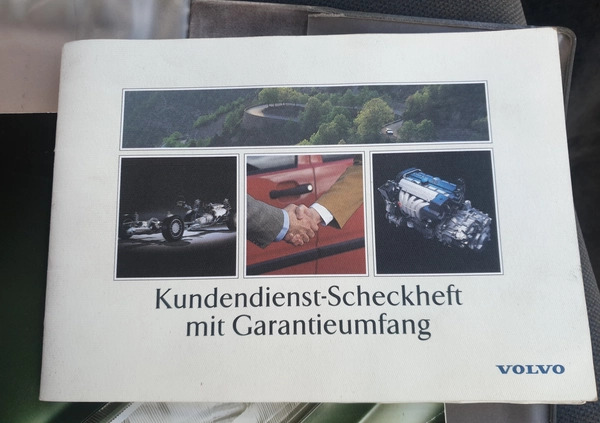 Kundendienst-Scheckheft
mit Garantieumfang
VOLVO